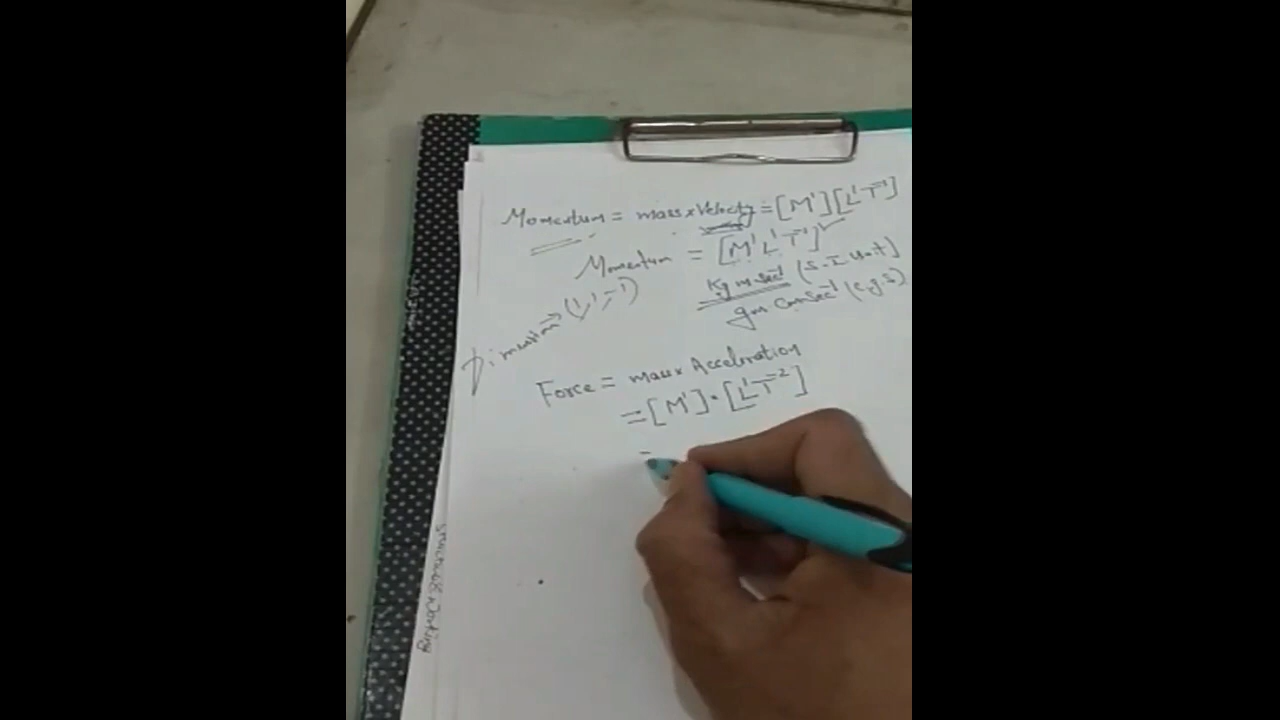 Momentum = mass x Velocity = [M¹][L¹T⁻¹]
Momentum = [M¹L¹T⁻¹]
Kg m sec⁻¹ (S.I Unit)
gm cm sec⁻¹ (c.g.s)
Dimension → (1, 1, -1)
Force = mass x Acceleration
= [M¹] · [L¹T⁻²]
=